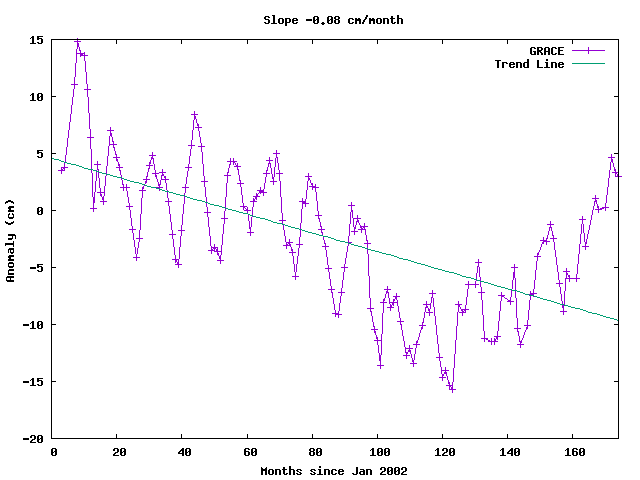 Slope -0.08 cm/month
GRACE
Trend Line
15
10
5
0
-5
-10
-15
-20
Anomaly (cm)
0 20 40 60 80 100 120 140 160
Months since Jan 2002